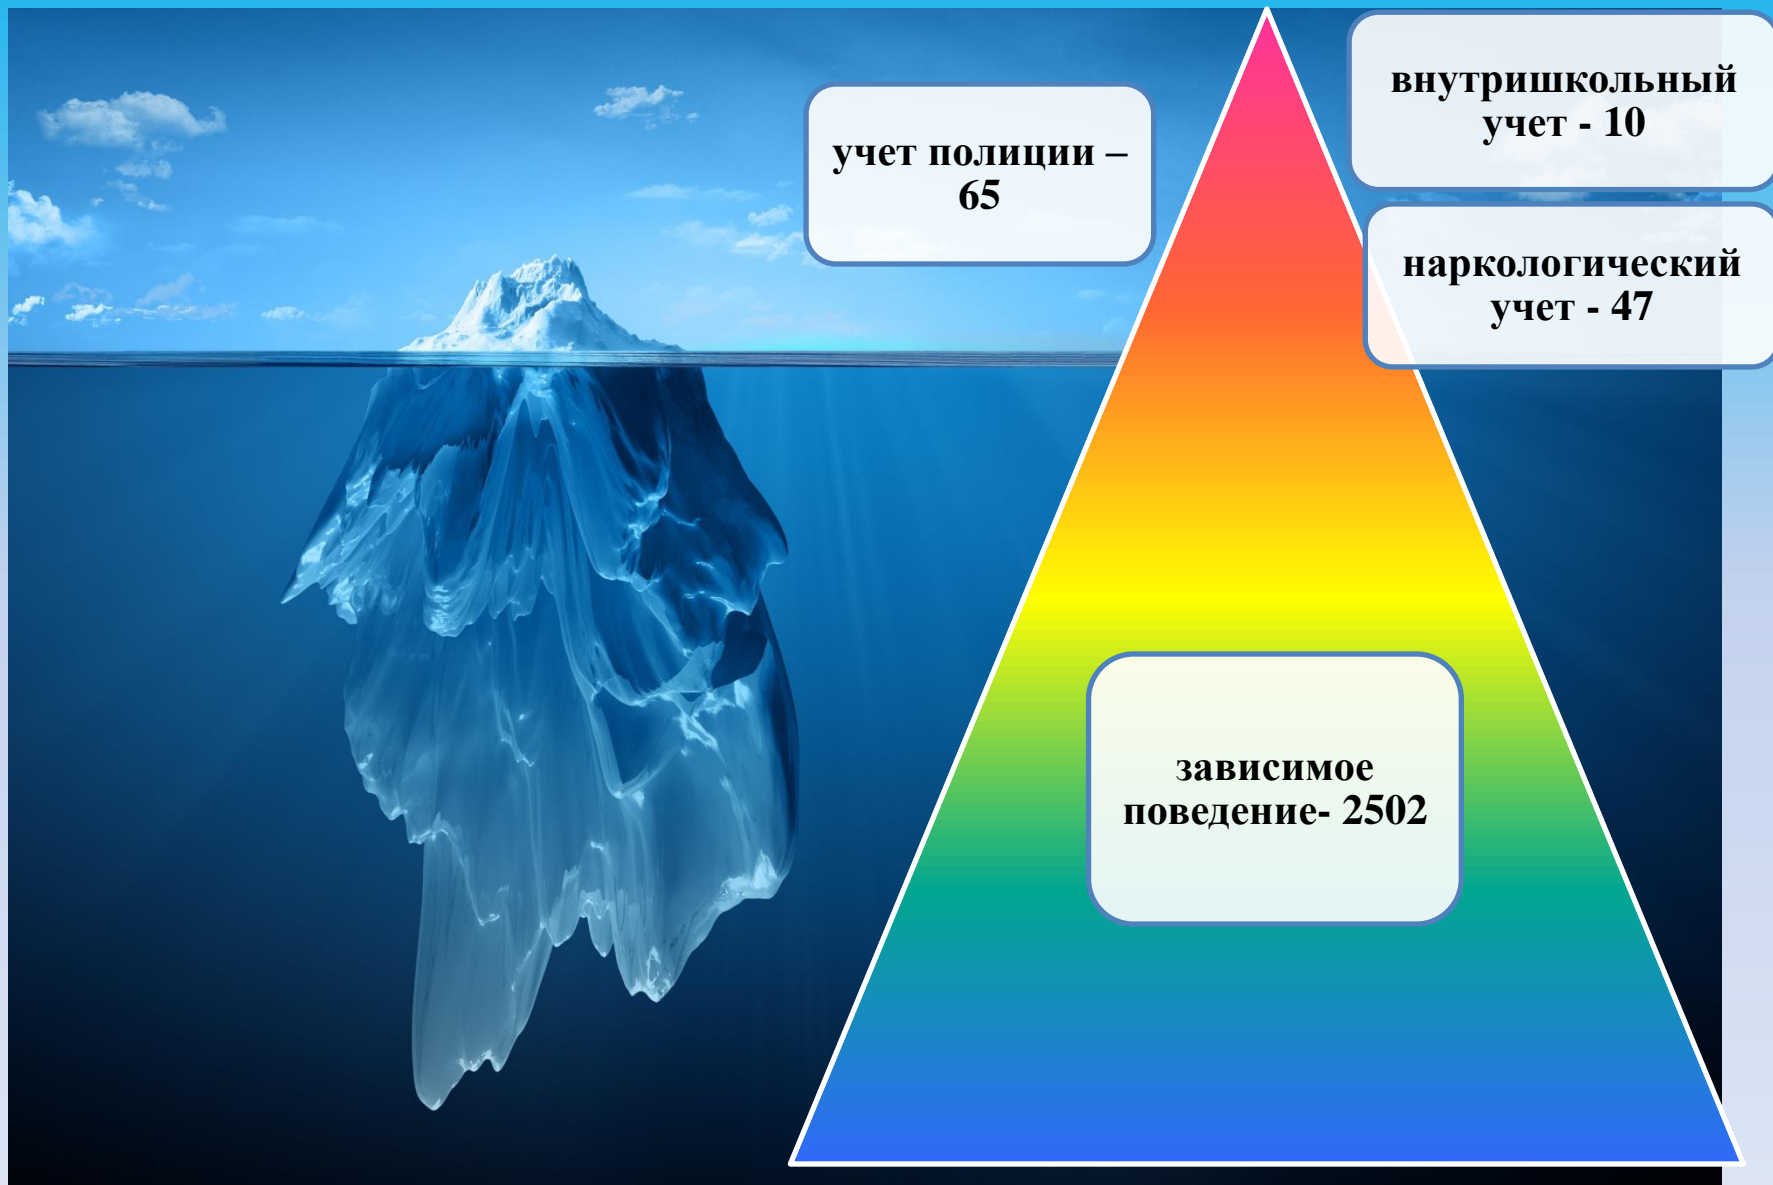 учет полиции –
65
внутришкольный
учет - 10
наркологический
учет - 47
зависимое
поведение- 2502